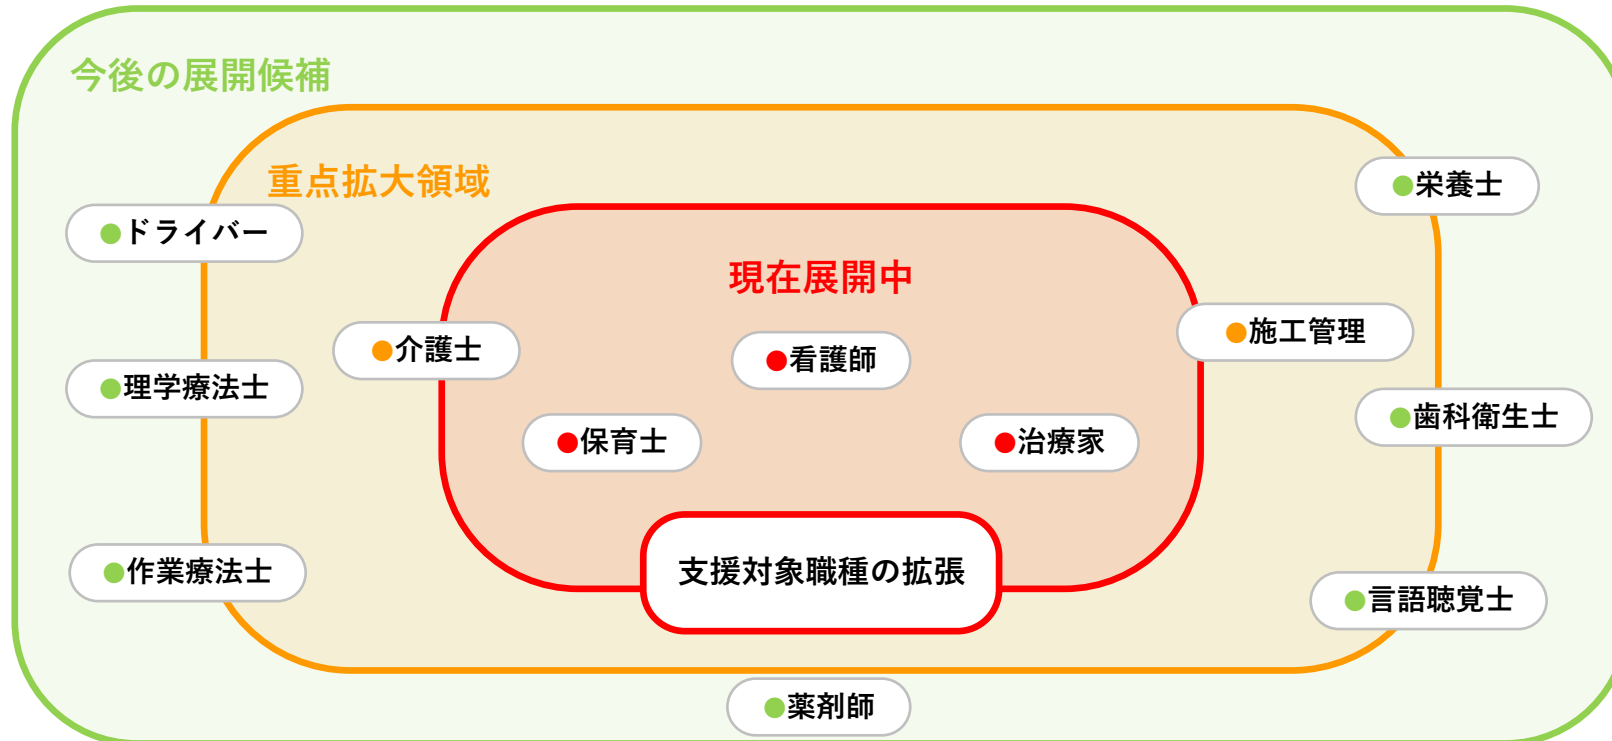 今後の展開候補
重点拡大領域
●栄養士
●ドライバー
現在展開中
●施工管理
●介護士
●看護師
●理学療法士
●歯科衛生士
●保育士
●治療家
支援対象職種の拡張
●作業療法士
●言語聴覚士
●薬剤師